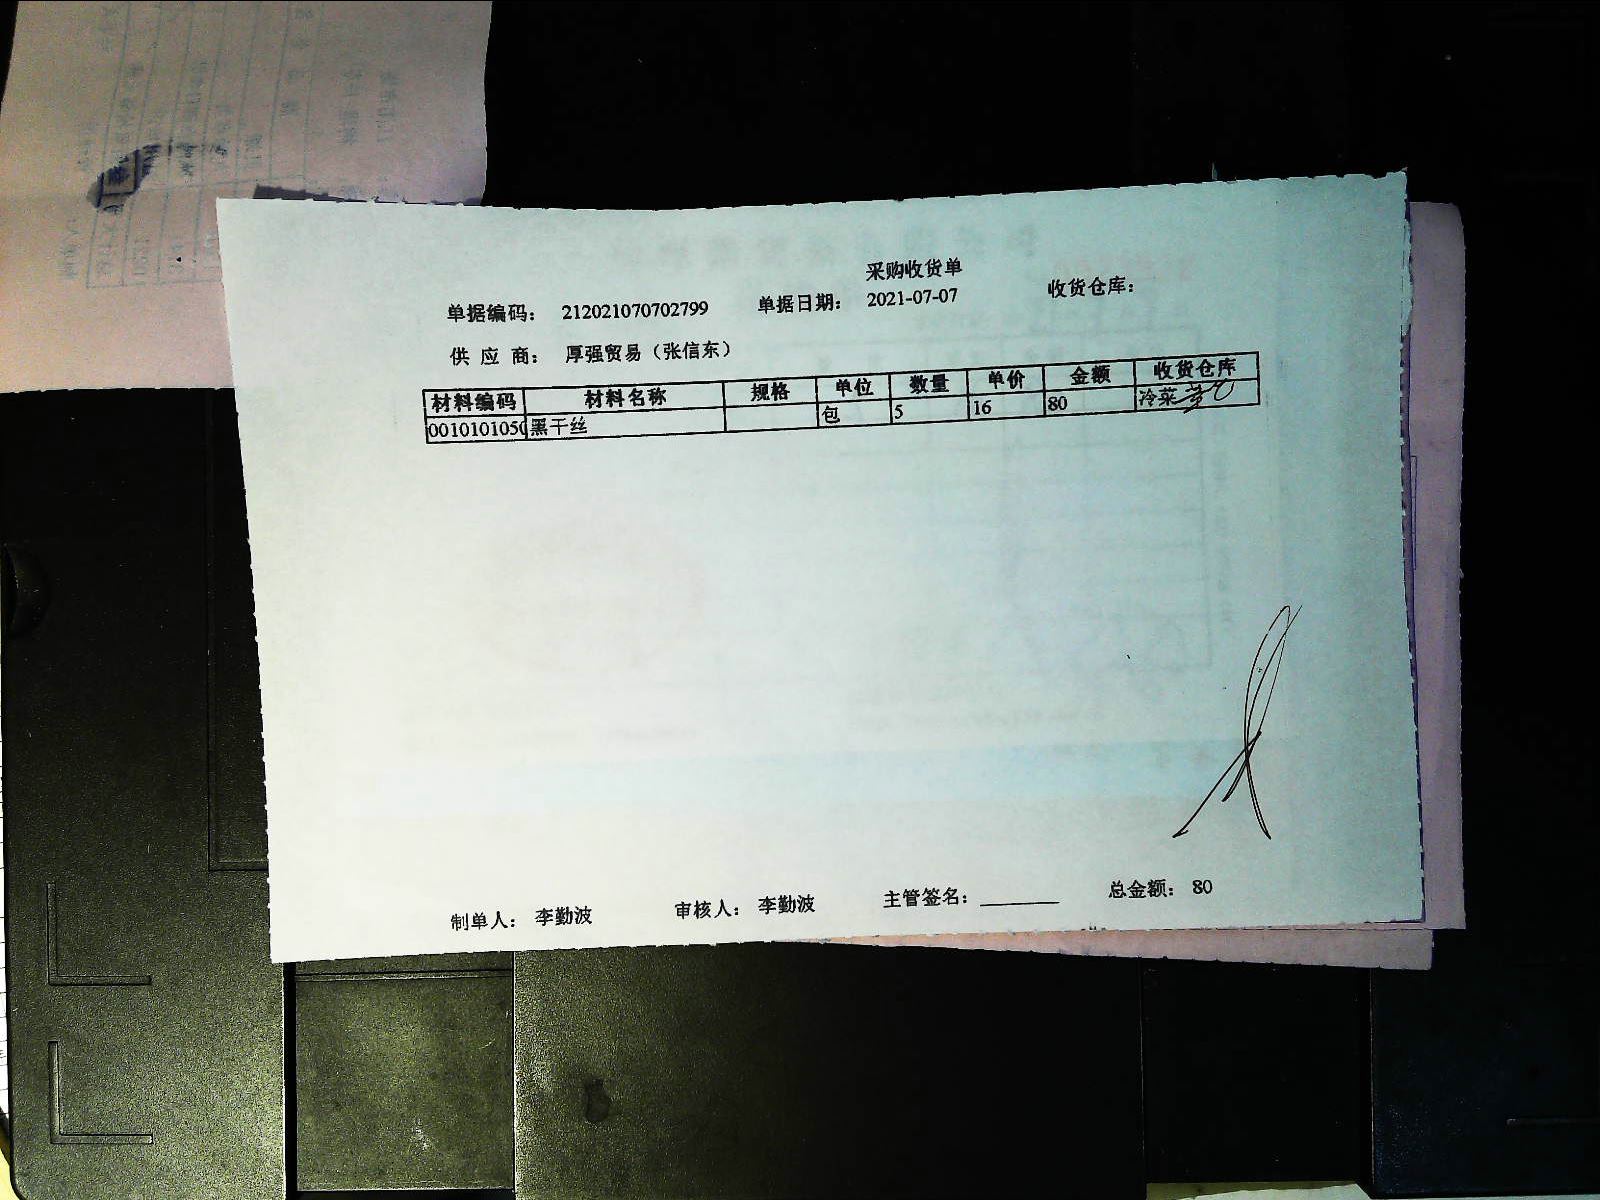 采购收货单
单据编码： 212021070702799 单据日期： 2021-07-07 收货仓库：
供 应 商： 厚强贸易（张信东）
材料编码 材料名称 规格 单位 数量 单价 金额 收货仓库
0010101050 黑干丝 包 5 16 80 冷菜
制单人： 李勤波 审核人： 李勤波 主管签名： 总金额： 80